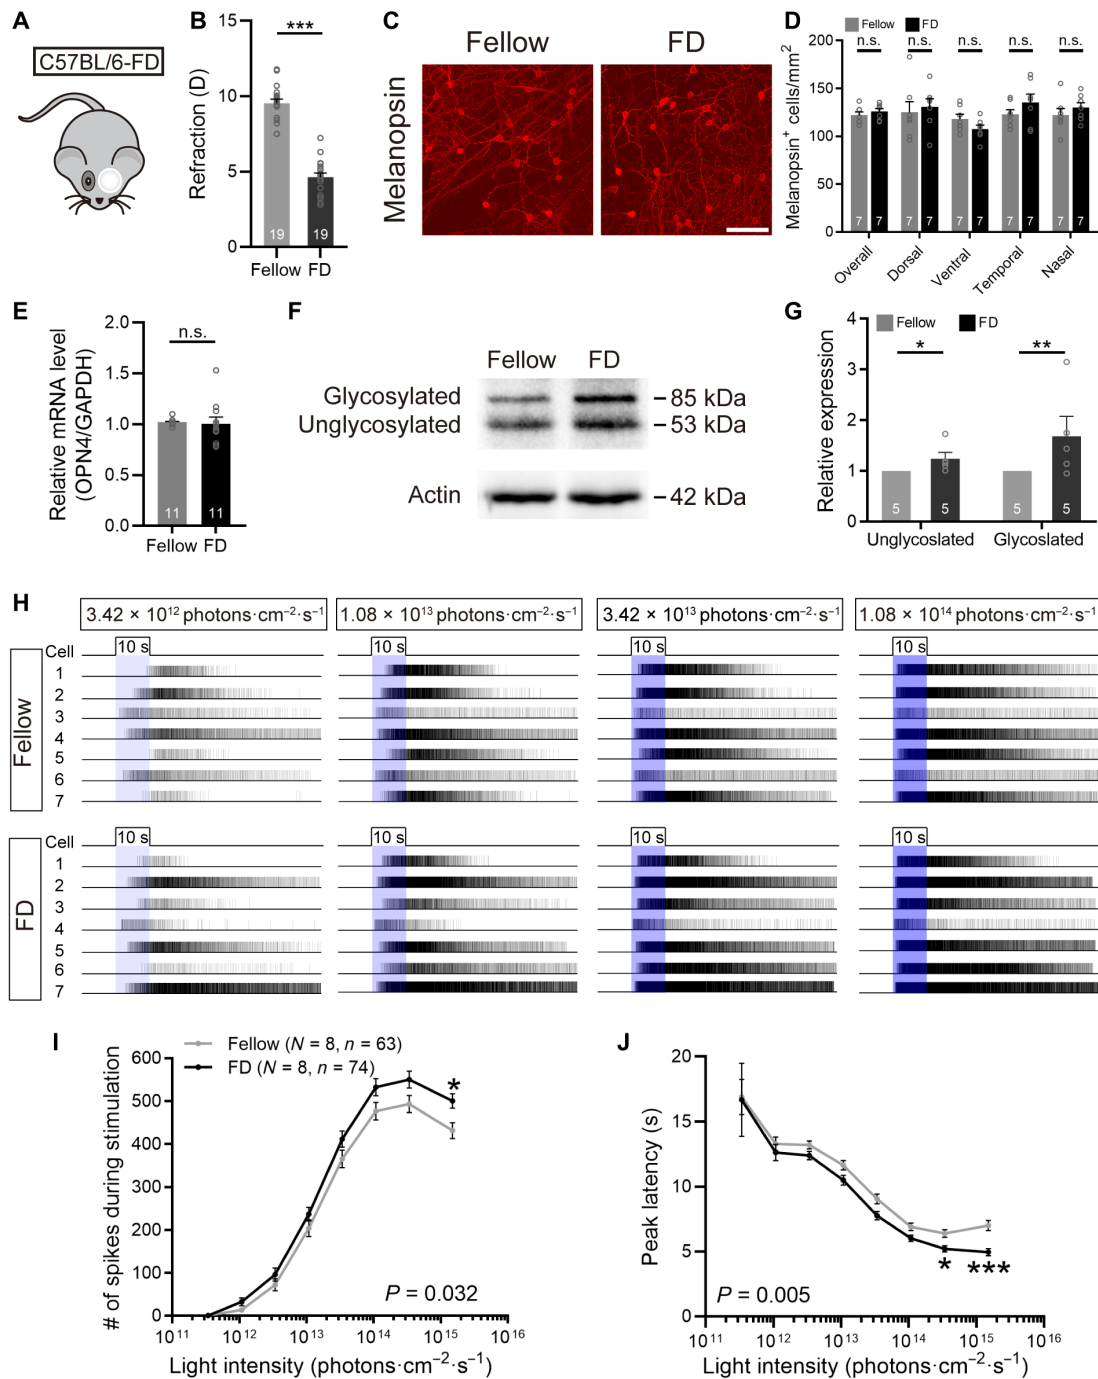 A
C57BL/6-FD
B
***
Refraction (D)
15
10
5
0
19
19
Fellow FD
C
Fellow
FD
Melanopsin
D
Fellow FD
n.s. n.s. n.s. n.s. n.s.
Melanopsin+ cells/mm2
200
150
100
50
0
7 7 7 7 7 7 7 7 7 7
Overall
Dorsal
Ventral
Temporal
Nasal
E
n.s.
Relative mRNA level
(OPN4/GAPDH)
2.0
1.5
1.0
0.5
0.0
11 11
Fellow FD
F
Fellow FD
Glycosylated
85 kDa
Unglycosylated
53 kDa
Actin
42 kDa
G
Fellow FD
* **
Relative expression
4
3
2
1
0
5 5 5 5
Unglycoslated Glycoslated
H
3.42 × 10¹² photons·cm⁻²·s⁻¹
1.08 × 10¹³ photons·cm⁻²·s⁻¹
3.42 × 10¹³ photons·cm⁻²·s⁻¹
1.08 × 10¹⁴ photons·cm⁻²·s⁻¹
Fellow
Cell
10 s 10 s 10 s 10 s
1
2
3
4
5
6
7
FD
Cell
10 s 10 s 10 s 10 s
1
2
3
4
5
6
7
I
Fellow (N = 8, n = 63)
FD (N = 8, n = 74)
*
# of spikes during stimulation
600
500
400
300
200
100
0
P = 0.032
10¹¹ 10¹² 10¹³ 10¹⁴ 10¹⁵ 10¹⁶
Light intensity (photons·cm⁻²·s⁻¹)
J
Peak latency (s)
20
15
10
5
0
* ***
P = 0.005
10¹¹ 10¹² 10¹³ 10¹⁴ 10¹⁵ 10¹⁶
Light intensity (photons·cm⁻²·s⁻¹)